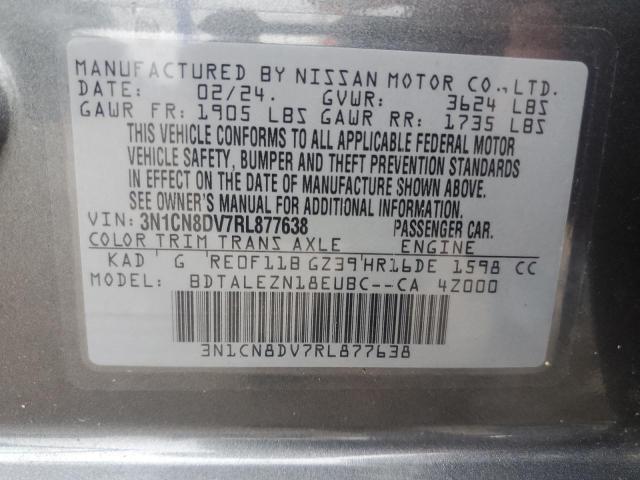 MANUFACTURED BY NISSAN MOTOR CO., LTD.
DATE: 02/24. GVWR: 3624 LBS
GAWR FR: 1905 LBS GAWR RR: 1735 LBS
THIS VEHICLE CONFORMS TO ALL APPLICABLE FEDERAL MOTOR
VEHICLE SAFETY, BUMPER AND THEFT PREVENTION STANDARDS
IN EFFECT ON THE DATE OF MANUFACTURE SHOWN ABOVE.
SEE OWNER'S MANUAL FOR ADDITIONAL INFORMATION.
VIN: 3N1CN8DV7RL877638 PASSENGER CAR.
COLOR TRIM TRANS AXLE ENGINE
KAD G RE0F11B GZ39 HR16DE 1598 CC
MODEL: BDTALEZN18EUBC--CA 4Z000
3N1CN8DV7RL877638